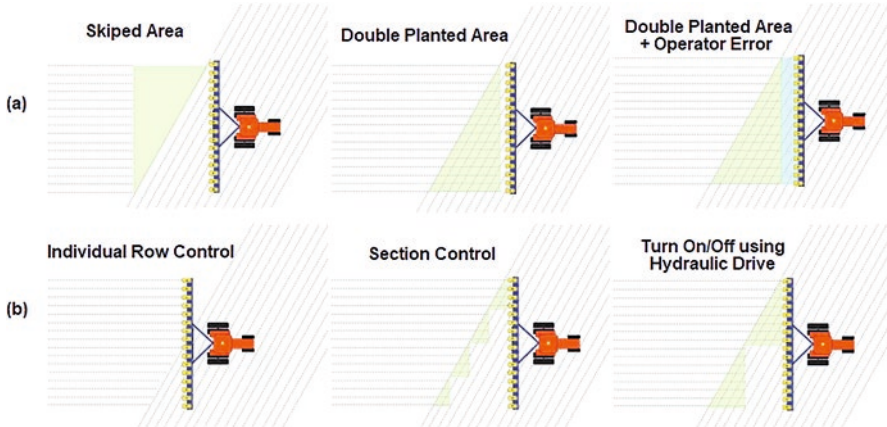 Skiped Area
Double Planted Area
Double Planted Area
+ Operator Error
(a)
Individual Row Control
Section Control
Turn On/Off using
Hydraulic Drive
(b)